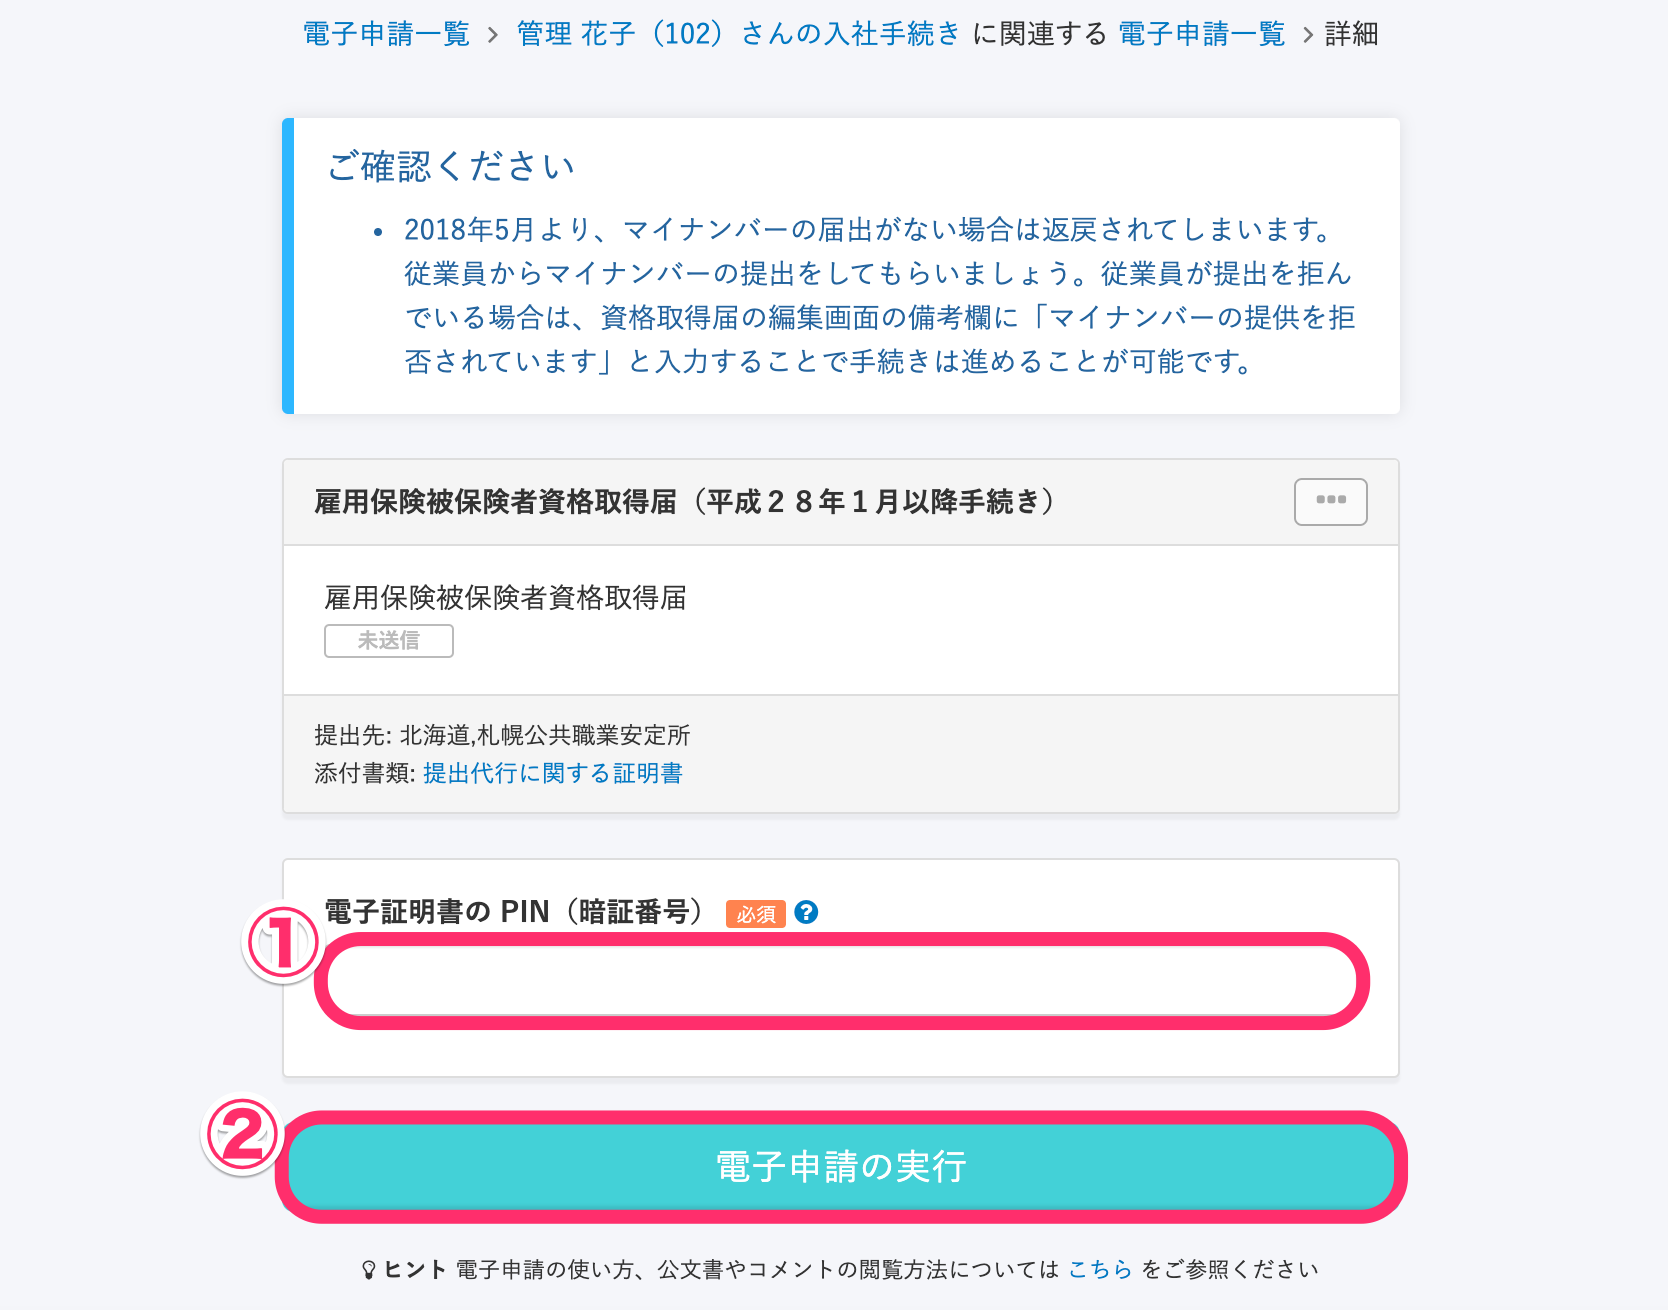 電子申請一覧 › 管理 花子（102）さんの入社手続き に関連する 電子申請一覧 › 詳細
ご確認ください
• 2018年5月より、マイナンバーの届出がない場合は返戻されてしまいます。
従業員からマイナンバーの提出をしてもらいましょう。従業員が提出を拒ん
でいる場合は、資格取得届の編集画面の備考欄に「マイナンバーの提供を拒
否されています」と入力することで手続きは進めることが可能です。
雇用保険被保険者資格取得届（平成２８年１月以降手続き）
雇用保険被保険者資格取得届
未送信
提出先: 北海道,札幌公共職業安定所
添付書類: 提出代行に関する証明書
① 電子証明書の PIN（暗証番号） 必須 ?
② 電子申請の実行
ヒント 電子申請の使い方、公文書やコメントの閲覧方法については こちら をご参照ください